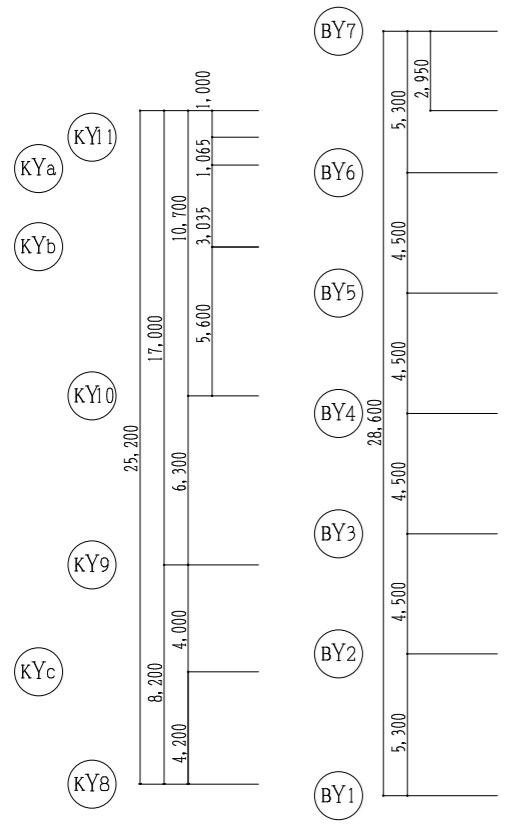 BY7
5,300
2,950
1,000
KY11
KYa
1,065
BY6
10,700
3,035
KYb
4,500
BY5
17,000
5,600
4,500
KY10
BY4
28,600
25,200
6,300
4,500
BY3
KY9
4,000
4,500
BY2
KYc
8,200
4,200
5,300
KY8
BY1